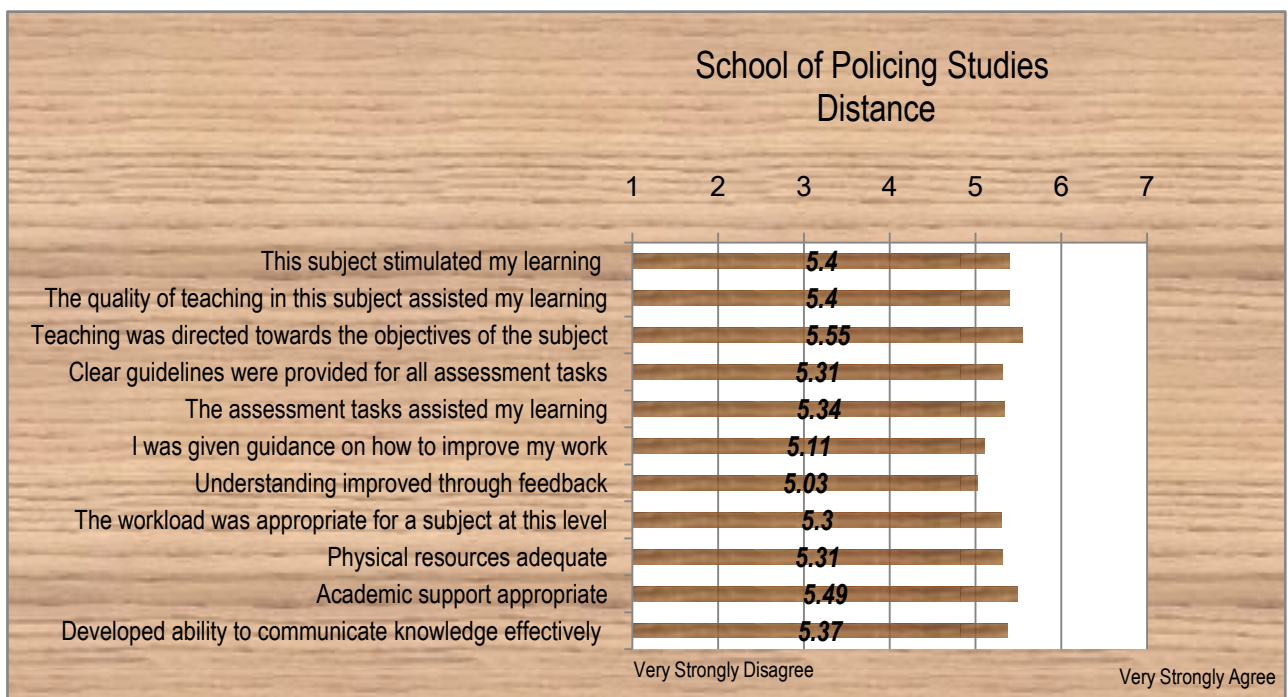 School of Policing Studies
Distance
1 2 3 4 5 6 7
This subject stimulated my learning 5.4
The quality of teaching in this subject assisted my learning 5.4
Teaching was directed towards the objectives of the subject 5.55
Clear guidelines were provided for all assessment tasks 5.31
The assessment tasks assisted my learning 5.34
I was given guidance on how to improve my work 5.11
Understanding improved through feedback 5.03
The workload was appropriate for a subject at this level 5.3
Physical resources adequate 5.31
Academic support appropriate 5.49
Developed ability to communicate knowledge effectively 5.37
Very Strongly Disagree Very Strongly Agree